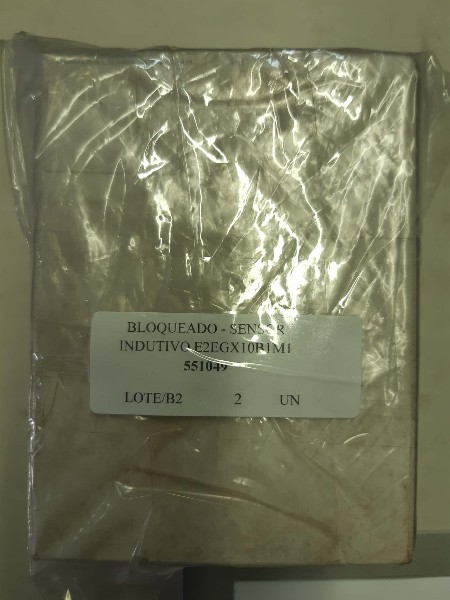 BLOQUEADO - SENSOR
INDUTIVO E2EGX10B1M1
551049
LOTE/B2 2 UN